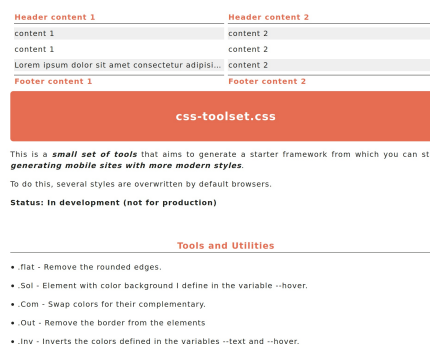 Header content 1 Header content 2
content 1 content 2
content 1 content 2
Lorem ipsum dolor sit amet consectetur adipisi... content 2
Footer content 1 Footer content 2
css-toolset.css
This is a small set of tools that aims to generate a starter framework from which you can st
generating mobile sites with more modern styles.
To do this, several styles are overwritten by default browsers.
Status: In development (not for production)
Tools and Utilities
• .flat - Remove the rounded edges.
• .Sol - Element with color background I define in the variable --hover.
• .Com - Swap colors for their complementary.
• .Out - Remove the border from the elements
• .Inv - Inverts the colors defined in the variables --text and --hover.